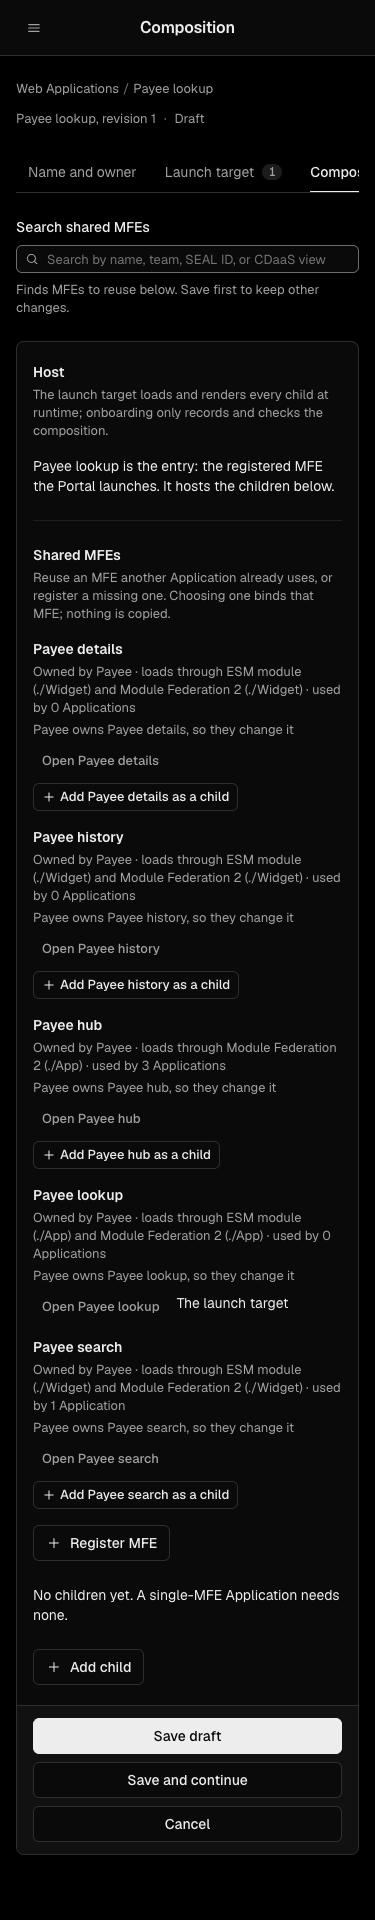 Composition
Web Applications / Payee lookup
Payee lookup, revision 1 · Draft
Name and owner Launch target 1 Compos
Search shared MFEs
Search by name, team, SEAL ID, or CDaaS view
Finds MFEs to reuse below. Save first to keep other
changes.
Host
The launch target loads and renders every child at
runtime; onboarding only records and checks the
composition.
Payee lookup is the entry: the registered MFE
the Portal launches. It hosts the children below.
Shared MFEs
Reuse an MFE another Application already uses, or
register a missing one. Choosing one binds that
MFE; nothing is copied.
Payee details
Owned by Payee · loads through ESM module
(./Widget) and Module Federation 2 (./Widget) · used
by 0 Applications
Payee owns Payee details, so they change it
Open Payee details
+ Add Payee details as a child
Payee history
Owned by Payee · loads through ESM module
(./Widget) and Module Federation 2 (./Widget) · used
by 0 Applications
Payee owns Payee history, so they change it
Open Payee history
+ Add Payee history as a child
Payee hub
Owned by Payee · loads through Module Federation
2 (./App) · used by 3 Applications
Payee owns Payee hub, so they change it
Open Payee hub
+ Add Payee hub as a child
Payee lookup
Owned by Payee · loads through ESM module
(./App) and Module Federation 2 (./App) · used by 0
Applications
Payee owns Payee lookup, so they change it
Open Payee lookup The launch target
Payee search
Owned by Payee · loads through ESM module
(./Widget) and Module Federation 2 (./Widget) · used
by 1 Application
Payee owns Payee search, so they change it
Open Payee search
+ Add Payee search as a child
+ Register MFE
No children yet. A single-MFE Application needs
none.
+ Add child
Save draft
Save and continue
Cancel